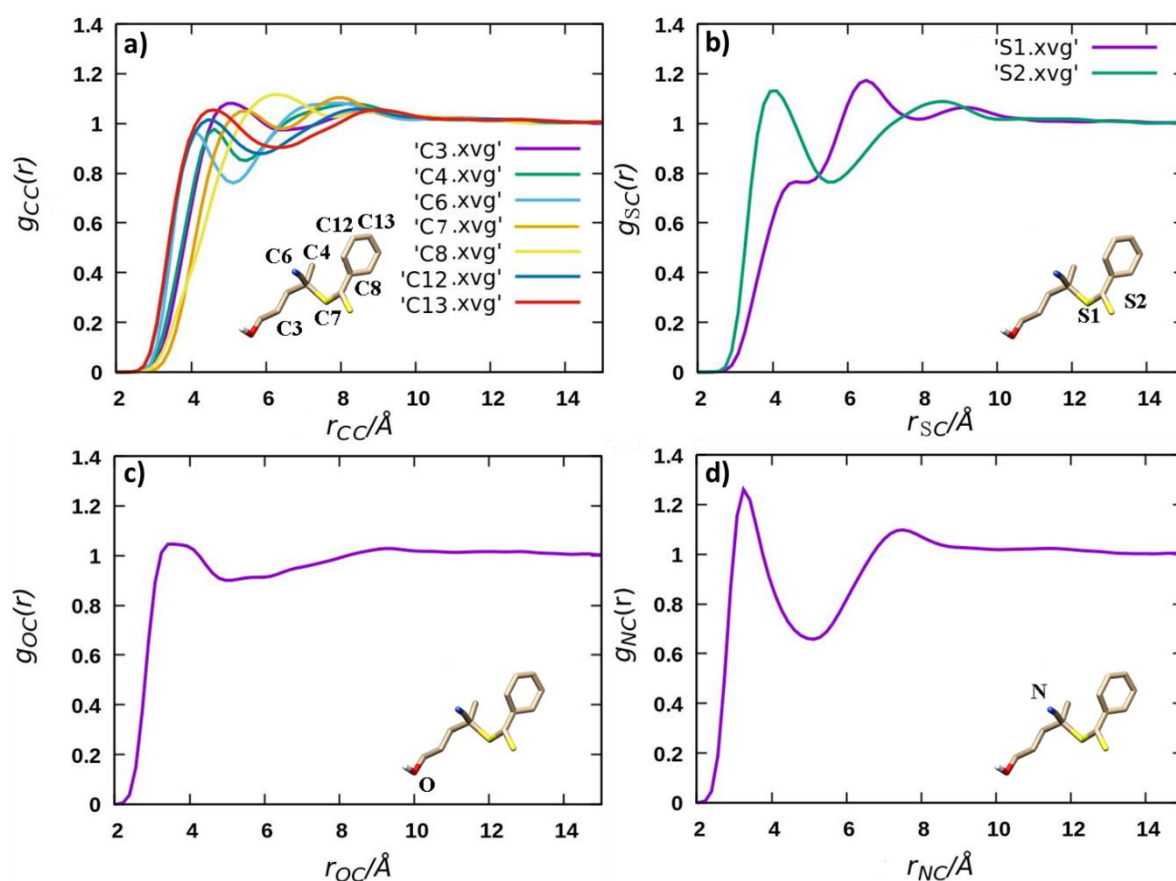 a)
1.4
1.2
1
0.8
0.6
0.4
0.2
0
g_CC(r)
'C3.xvg'
'C4.xvg'
'C6.xvg'
'C7.xvg'
'C8.xvg'
'C12.xvg'
'C13.xvg'
C12 C13
C6 C4
C8
C7
C3
2 4 6 8 10 12 14
r_CC/Å
b)
1.4
1.2
1
0.8
0.6
0.4
0.2
0
g_SC(r)
'S1.xvg'
'S2.xvg'
S2
S1
2 4 6 8 10 12 14
r_SC/Å
c)
1.4
1.2
1
0.8
0.6
0.4
0.2
0
g_OC(r)
O
2 4 6 8 10 12 14
r_OC/Å
d)
1.4
1.2
1
0.8
0.6
0.4
0.2
0
g_NC(r)
N
2 4 6 8 10 12 14
r_NC/Å